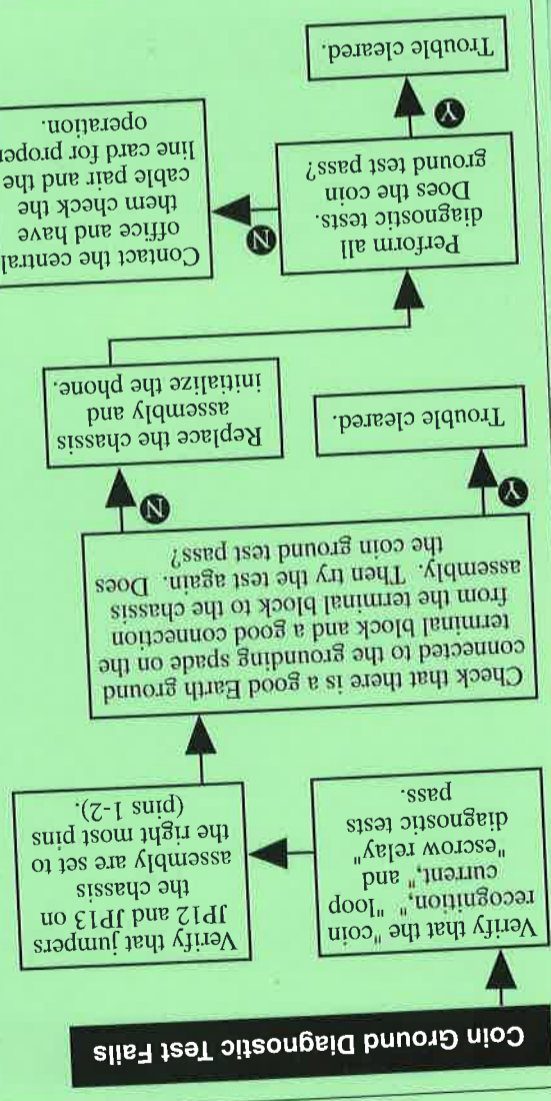 Coin Ground Diagnostic Test Fails
Verify that the "coin
recognition," "loop
current," and
"escrow relay"
diagnostic tests
pass.
Verify that jumpers
JP12 and JP13 on
the chassis
assembly are set to
the right most pins
(pins 1-2).
Check that there is a good Earth ground
connected to the grounding spade on the
terminal block and a good connection
from the terminal block to the chassis
assembly. Then try the test again. Does
the coin ground test pass?
Y
N
Trouble cleared.
Replace the chassis
assembly and
initialize the phone.
Perform all
diagnostic tests.
Does the coin
ground test pass?
Y
N
Trouble cleared.
Contact the central
office and have
them check the
cable pair and the
line card for proper
operation.